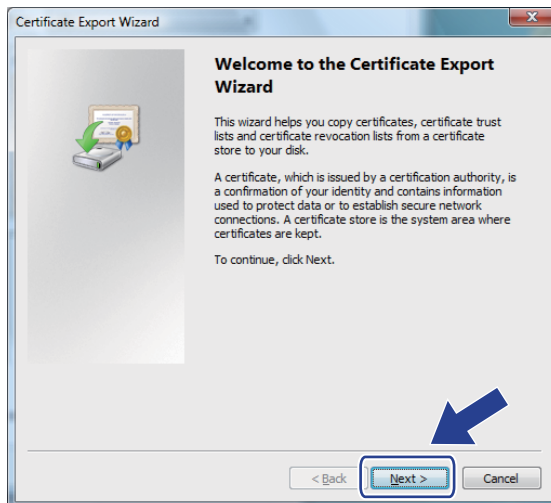 Certificate Export Wizard
Welcome to the Certificate Export
Wizard
This wizard helps you copy certificates, certificate trust
lists and certificate revocation lists from a certificate
store to your disk.
A certificate, which is issued by a certification authority, is
a confirmation of your identity and contains information
used to protect data or to establish secure network
connections. A certificate store is the system area where
certificates are kept.
To continue, click Next.
< Back Next > Cancel